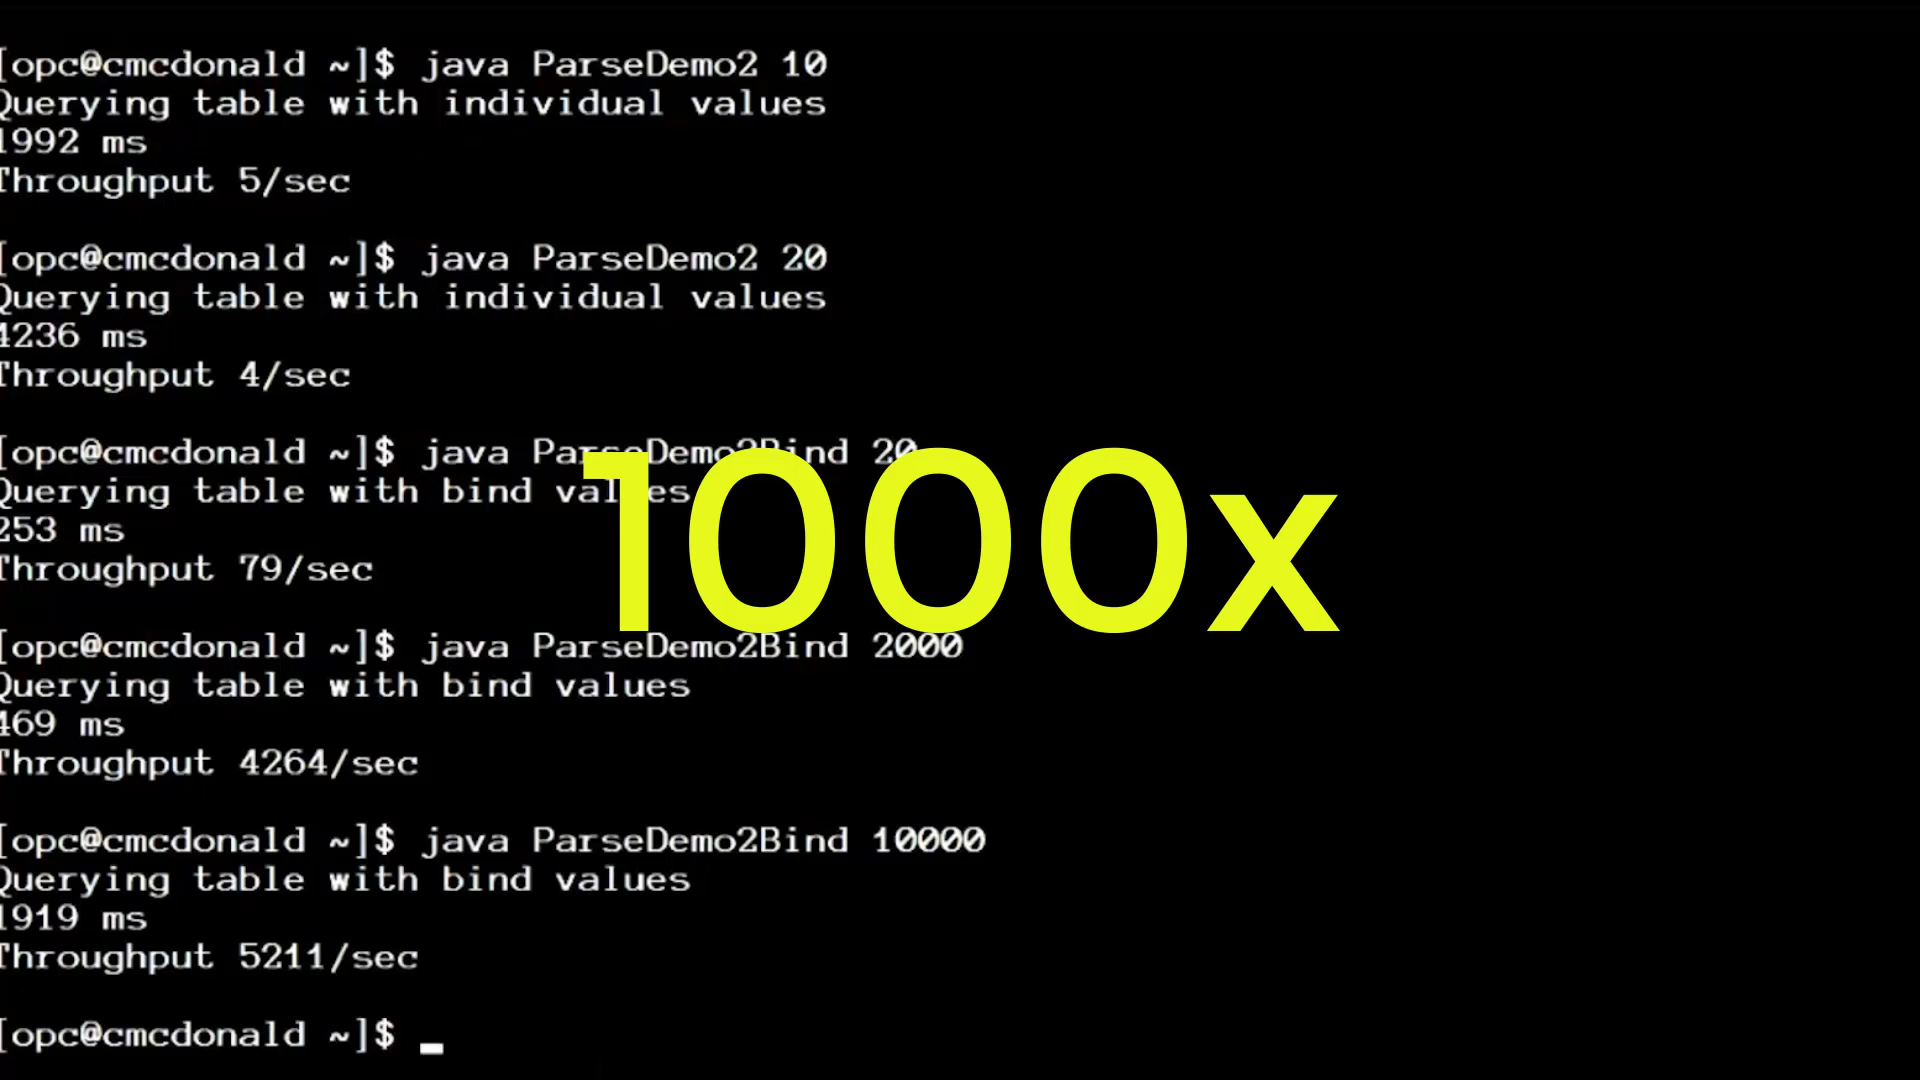 [opc@cmcdonald ~]$ java ParseDemo2 10
Querying table with individual values
1992 ms
Throughput 5/sec
[opc@cmcdonald ~]$ java ParseDemo2 20
Querying table with individual values
4236 ms
Throughput 4/sec
[opc@cmcdonald ~]$ java ParseDemo2Bind 20
Querying table with bind values
253 ms
Throughput 79/sec
1000x
[opc@cmcdonald ~]$ java ParseDemo2Bind 2000
Querying table with bind values
469 ms
Throughput 4264/sec
[opc@cmcdonald ~]$ java ParseDemo2Bind 10000
Querying table with bind values
1919 ms
Throughput 5211/sec
[opc@cmcdonald ~]$